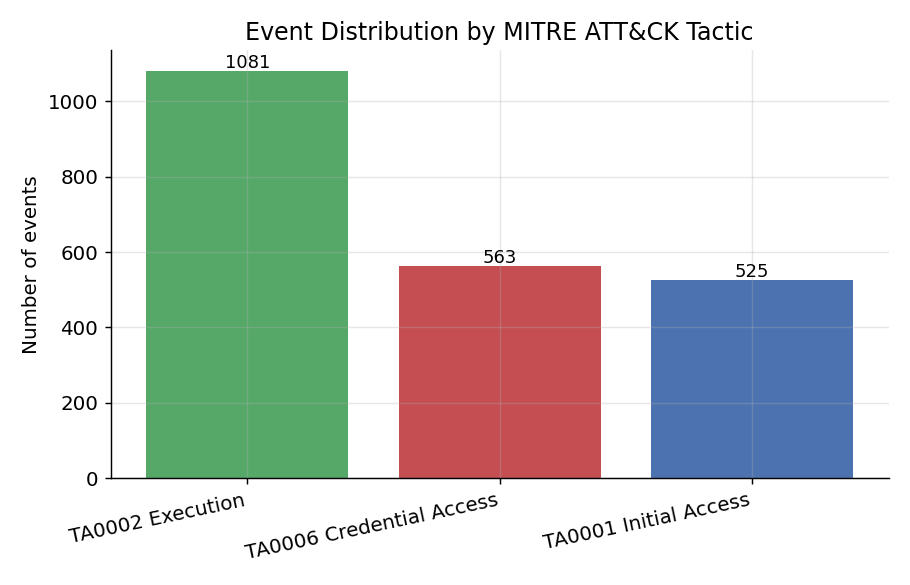 Event Distribution by MITRE ATT&CK Tactic
Number of events
1000
800
600
400
200
0
1081
563
525
TA0002 Execution
TA0006 Credential Access
TA0001 Initial Access